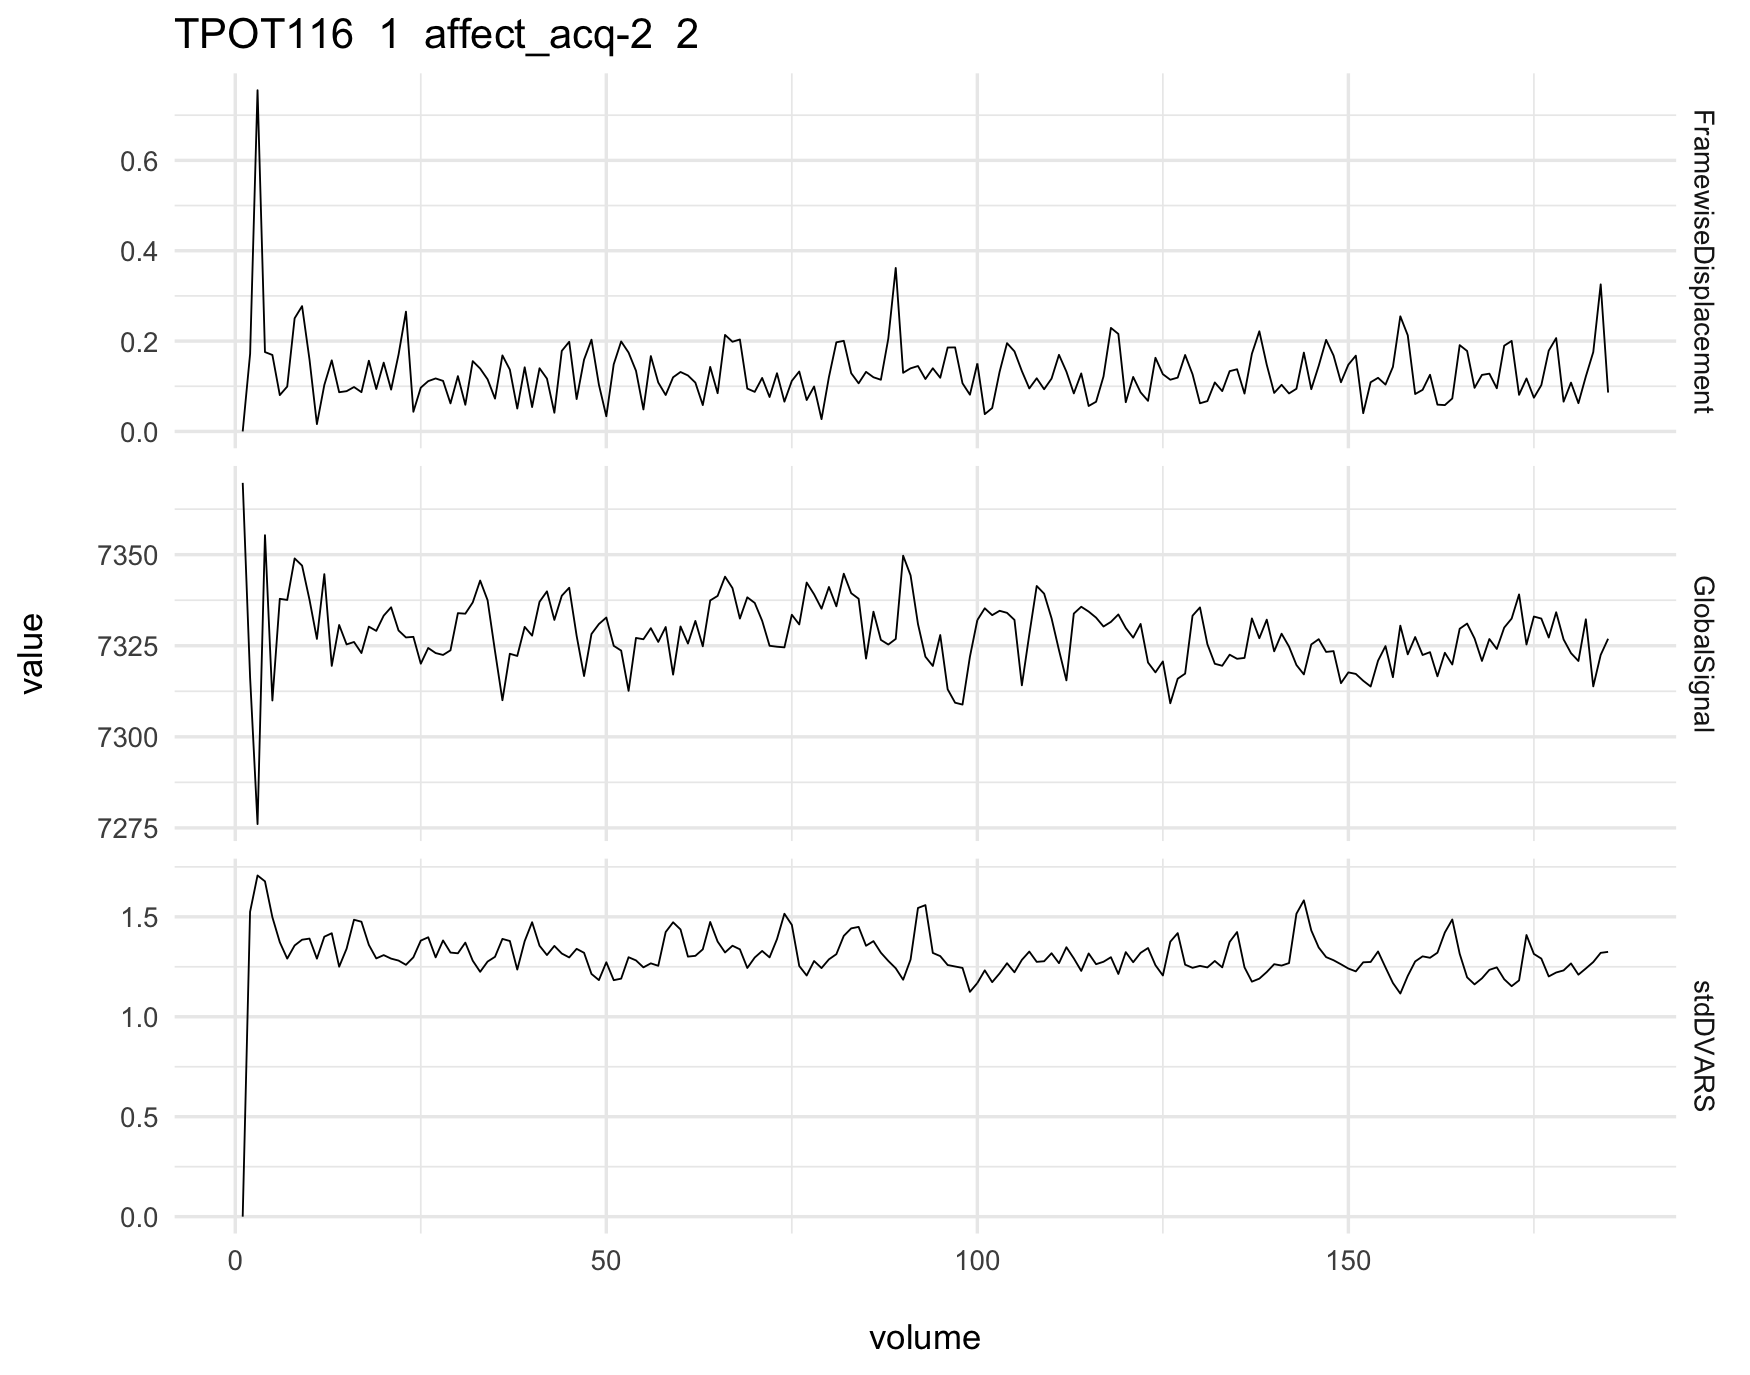 TPOT116 1 affect_acq-2 2
0.6
0.4
0.2
0.0
FramewiseDisplacement
7350
7325
7300
7275
GlobalSignal
1.5
1.0
0.5
0.0
stdDVARS
value
0 50 100 150
volume